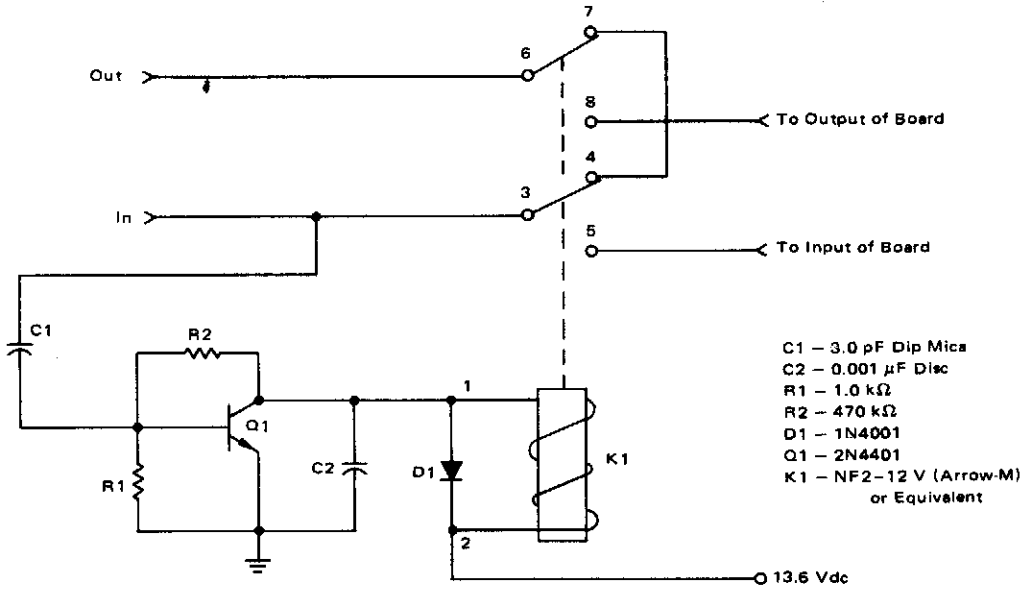 7
6
Out
8
To Output of Board
4
3
In
5
To Input of Board
C1
R2
C1 – 3.0 pF Dip Mica
C2 – 0.001 μF Disc
R1 – 1.0 kΩ
R2 – 470 kΩ
D1 – 1N4001
Q1 – 2N4401
K1 – NF2-12 V (Arrow-M)
or Equivalent
1
Q1
R1
C2
D1
K1
2
13.6 Vdc